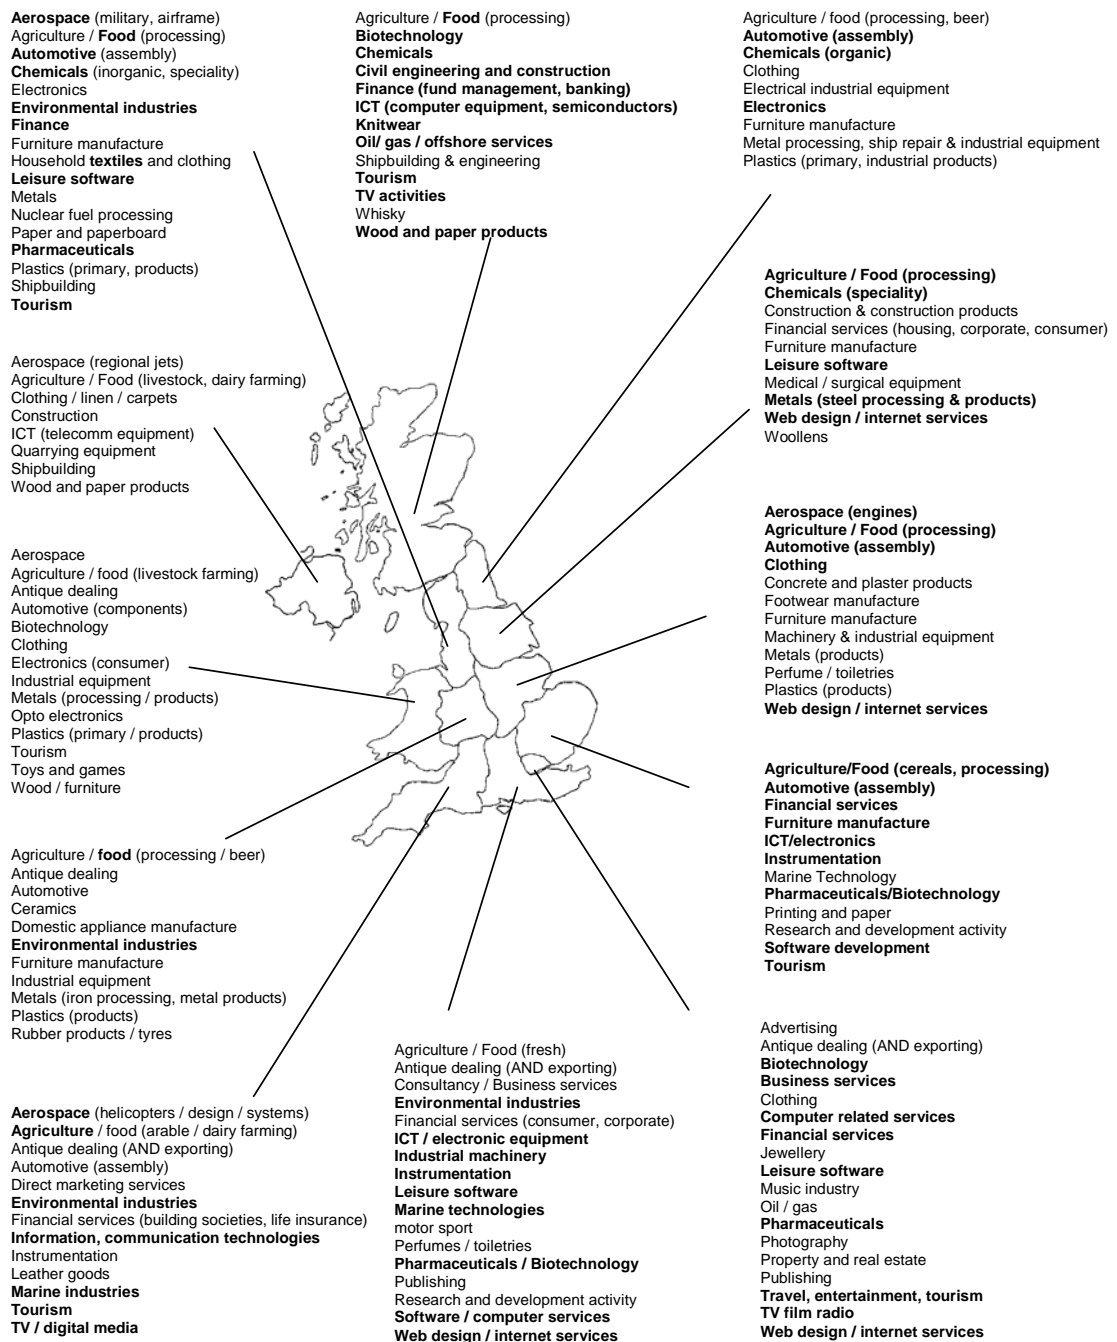 Aerospace (military, airframe)
Agriculture / Food (processing)
Automotive (assembly)
Chemicals (inorganic, speciality)
Electronics
Environmental industries
Finance
Furniture manufacture
Household textiles and clothing
Leisure software
Metals
Nuclear fuel processing
Paper and paperboard
Pharmaceuticals
Plastics (primary, products)
Shipbuilding
Tourism
Agriculture / Food (processing)
Biotechnology
Chemicals
Civil engineering and construction
Finance (fund management, banking)
ICT (computer equipment, semiconductors)
Knitwear
Oil/ gas / offshore services
Shipbuilding & engineering
Tourism
TV activities
Whisky
Wood and paper products
Agriculture / food (processing, beer)
Automotive (assembly)
Chemicals (organic)
Clothing
Electrical industrial equipment
Electronics
Furniture manufacture
Metal processing, ship repair & industrial equipment
Plastics (primary, industrial products)
Agriculture / Food (processing)
Chemicals (speciality)
Construction & construction products
Financial services (housing, corporate, consumer)
Furniture manufacture
Leisure software
Medical / surgical equipment
Metals (steel processing & products)
Web design / internet services
Woollens
Aerospace (regional jets)
Agriculture / Food (livestock, dairy farming)
Clothing / linen / carpets
Construction
ICT (telecomm equipment)
Quarrying equipment
Shipbuilding
Wood and paper products
Aerospace (engines)
Agriculture / Food (processing)
Automotive (assembly)
Clothing
Concrete and plaster products
Footwear manufacture
Furniture manufacture
Machinery & industrial equipment
Metals (products)
Perfume / toiletries
Plastics (products)
Web design / internet services
Aerospace
Agriculture / food (livestock farming)
Antique dealing
Automotive (components)
Biotechnology
Clothing
Electronics (consumer)
Industrial equipment
Metals (processing / products)
Opto electronics
Plastics (primary / products)
Tourism
Toys and games
Wood / furniture
Agriculture/Food (cereals, processing)
Automotive (assembly)
Financial services
Furniture manufacture
ICT/electronics
Instrumentation
Marine Technology
Pharmaceuticals/Biotechnology
Printing and paper
Research and development activity
Software development
Tourism
Agriculture / food (processing / beer)
Antique dealing
Automotive
Ceramics
Domestic appliance manufacture
Environmental industries
Furniture manufacture
Industrial equipment
Metals (iron processing, metal products)
Plastics (products)
Rubber products / tyres
Aerospace (helicopters / design / systems)
Agriculture / food (arable / dairy farming)
Antique dealing (AND exporting)
Automotive (assembly)
Direct marketing services
Environmental industries
Financial services (building societies, life insurance)
Information, communication technologies
Instrumentation
Leather goods
Marine industries
Tourism
TV / digital media
Agriculture / Food (fresh)
Antique dealing (AND exporting)
Consultancy / Business services
Environmental industries
Financial services (consumer, corporate)
ICT / electronic equipment
Industrial machinery
Instrumentation
Leisure software
Marine technologies
motor sport
Perfumes / toiletries
Pharmaceuticals / Biotechnology
Publishing
Research and development activity
Software / computer services
Web design / internet services
Advertising
Antique dealing (AND exporting)
Biotechnology
Business services
Clothing
Computer related services
Financial services
Jewellery
Leisure software
Music industry
Oil / gas
Pharmaceuticals
Photography
Property and real estate
Publishing
Travel, entertainment, tourism
TV film radio
Web design / internet services